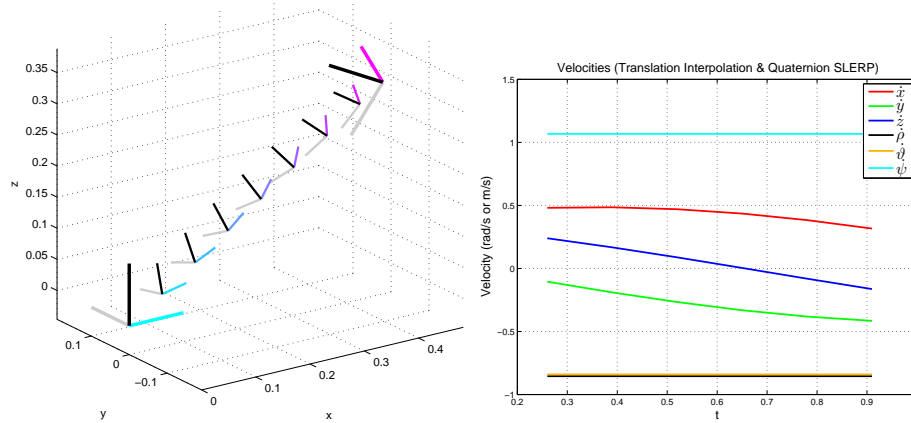 0.35
0.3
0.25
0.2
0.15
0.1
0.05
0
z
0.1
0
−0.1
y
0
0.1
0.2
0.3
0.4
x
Velocities (Translation Interpolation & Quaternion SLERP)
1.5
1
0.5
0
−0.5
−1
Velocity (rad/s or m/s)
0.2
0.3
0.4
0.5
0.6
0.7
0.8
0.9
t
ẋ
ẏ
ż
ρ̇
ϑ̇
ψ̇